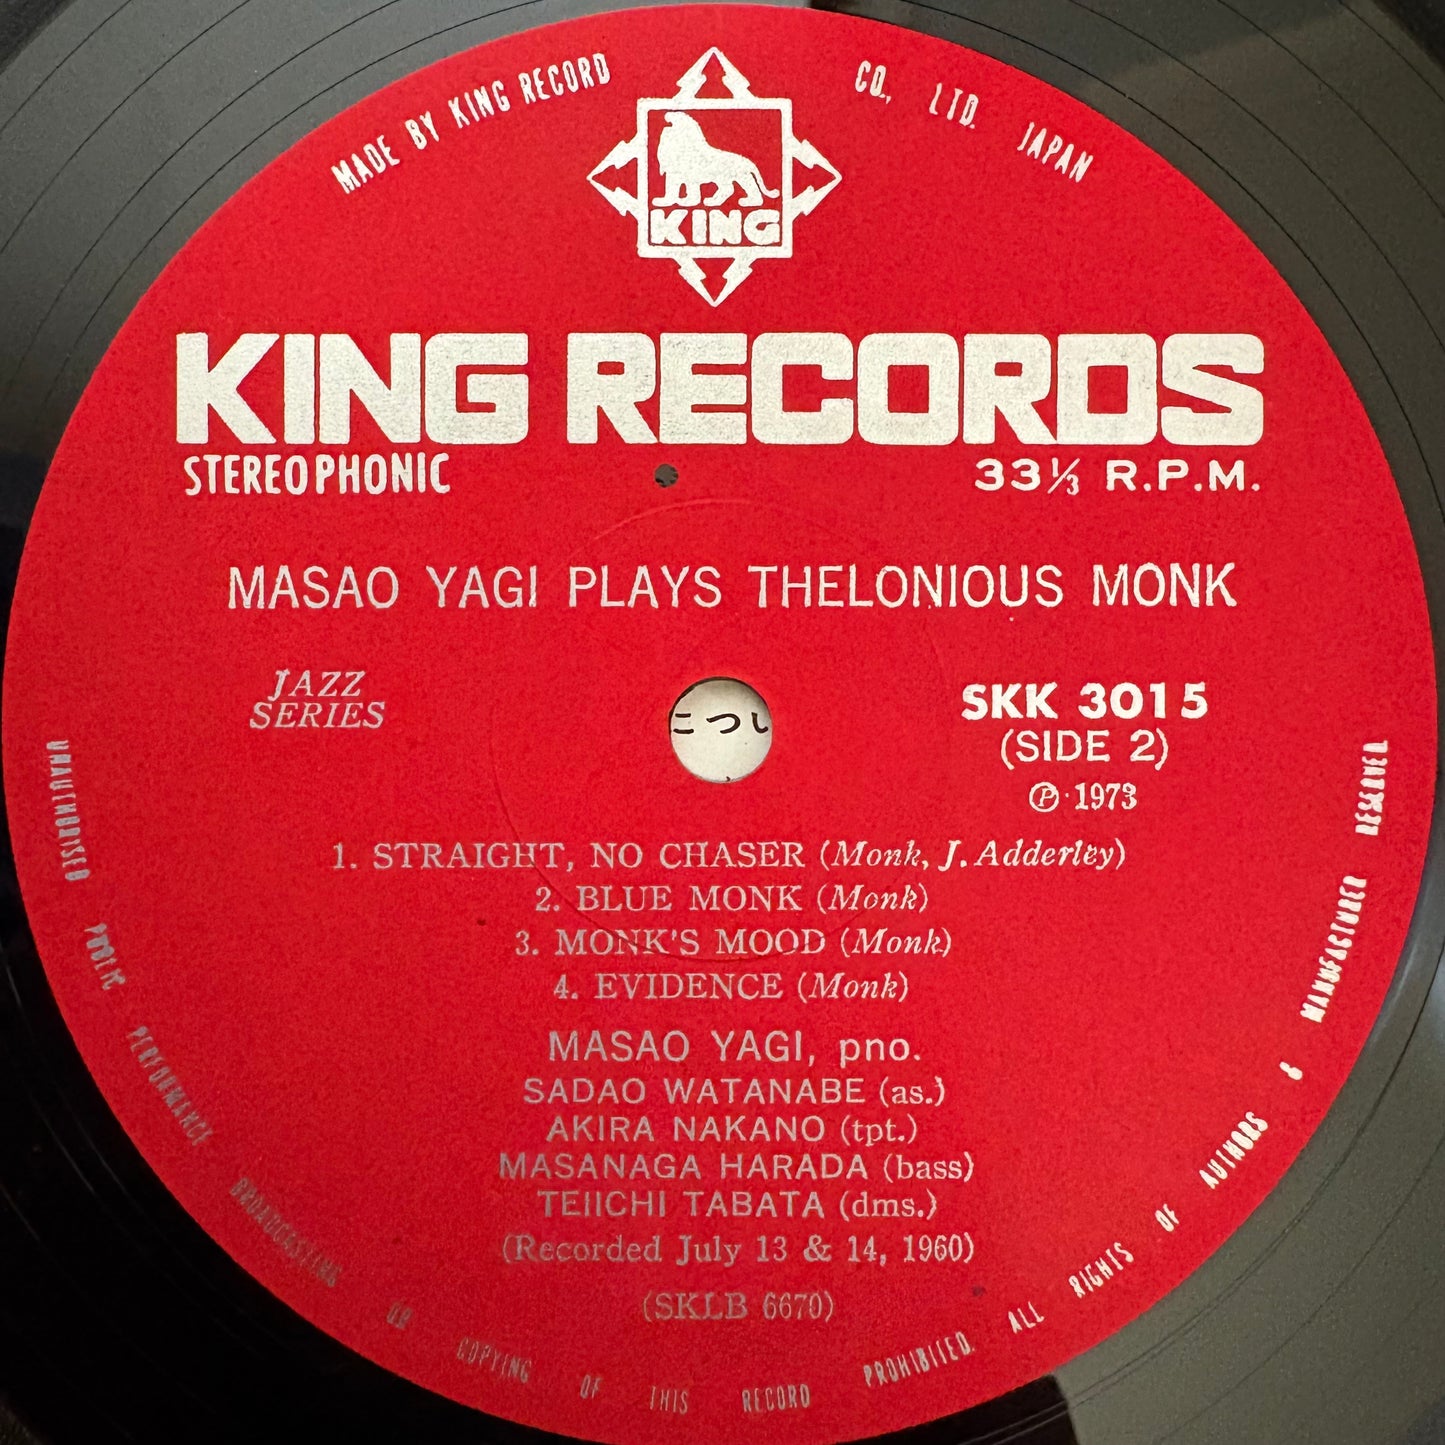 MADE BY KING RECORD CO., LTD. JAPAN
KING
KING RECORDS
STEREOPHONIC
33⅓ R.P.M.
MASAO YAGI PLAYS THELONIOUS MONK
JAZZ
SERIES
SKK 3015
(SIDE 2)
Ⓟ·1973
こつし
1. STRAIGHT, NO CHASER (Monk, J. Adderley)
2. BLUE MONK (Monk)
3. MONK'S MOOD (Monk)
4. EVIDENCE (Monk)
MASAO YAGI, pno.
SADAO WATANABE (as.)
AKIRA NAKANO (tpt.)
MASANAGA HARADA (bass)
TEIICHI TABATA (dms.)
(Recorded July 13 & 14, 1960)
(SKLB 6670)
UNAUTHORISED PUBLIC PERFORMANCE BROADCASTING OR COPYING OF THIS RECORD PROHIBITED. ALL RIGHTS OF AUTHORS & MANUFACTURER RESERVED